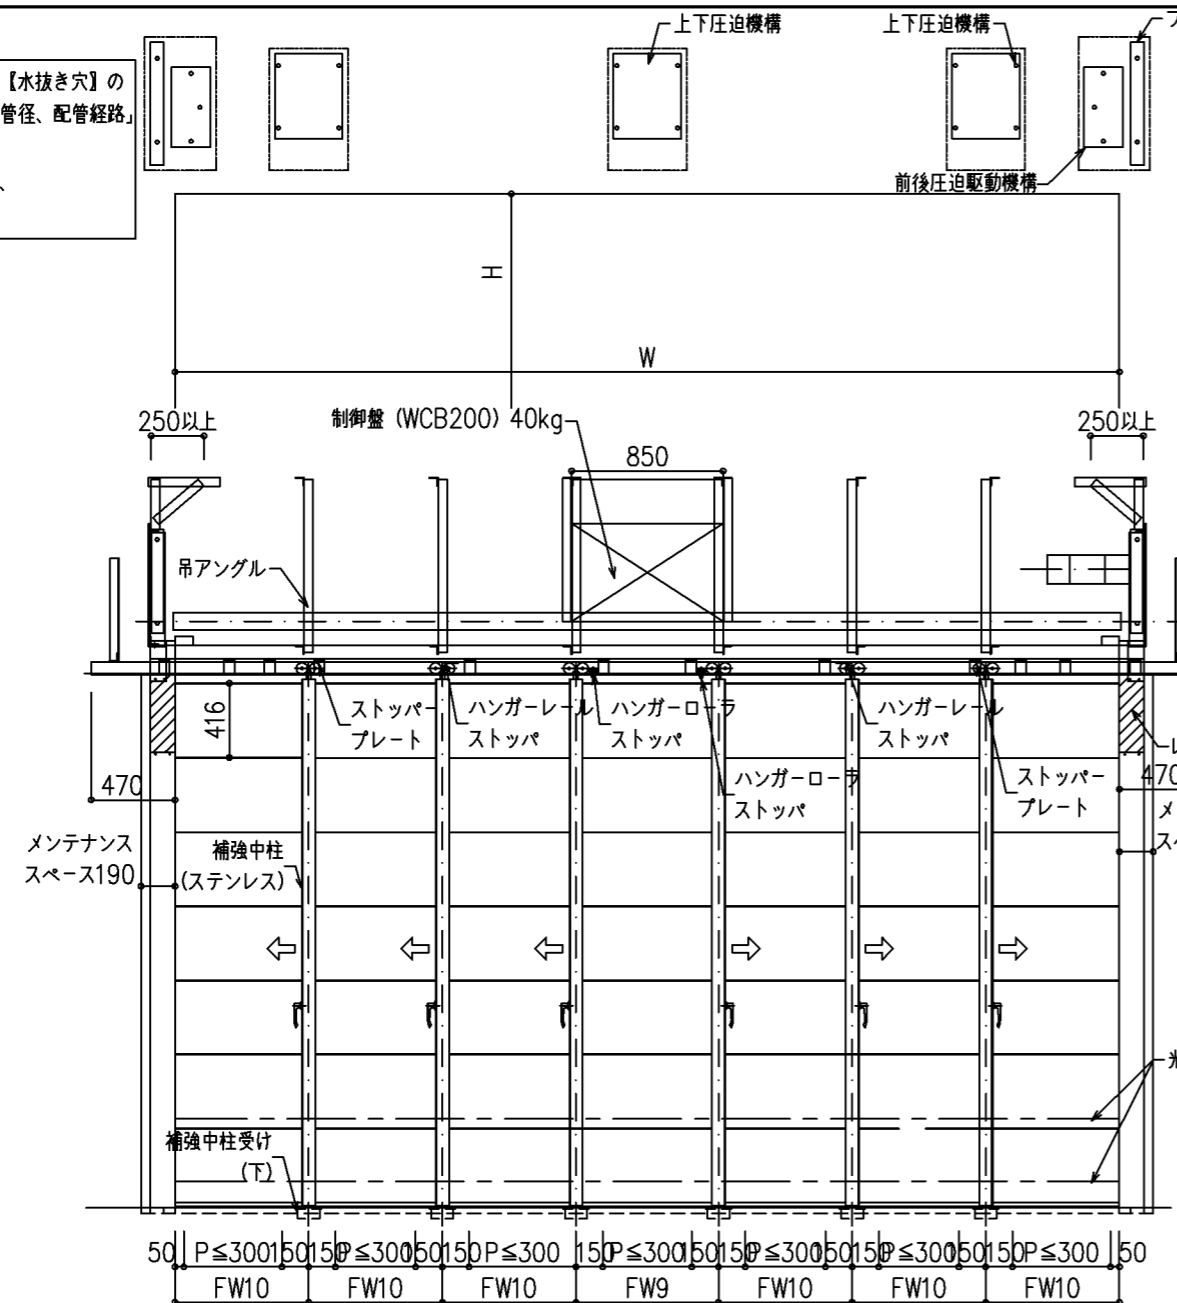 上下圧迫機構
上下圧迫機構
【水抜き穴】の
管径、配管経路」
、
前後圧迫駆動機構
H
W
250以上
制御盤 (WCB200) 40kg
850
250以上
吊アングル
416
ストッパー
プレート
ハンガーレール
ストッパ
ハンガーローラ
ストッパ
ハンガーローラ
ストッパ
ハンガーレール
ストッパ
ストッパー
プレート
470
470
メンテナンス
スペース190
補強中柱
(ステンレス)
補強中柱受け
(下)
50 P≤300 150 150 P≤300 150 150 P≤300 150 P≤300 150 150 P≤300 150 150 P≤300 150 150 P≤300 50
FW10 FW10 FW10 FW9 FW10 FW10 FW10